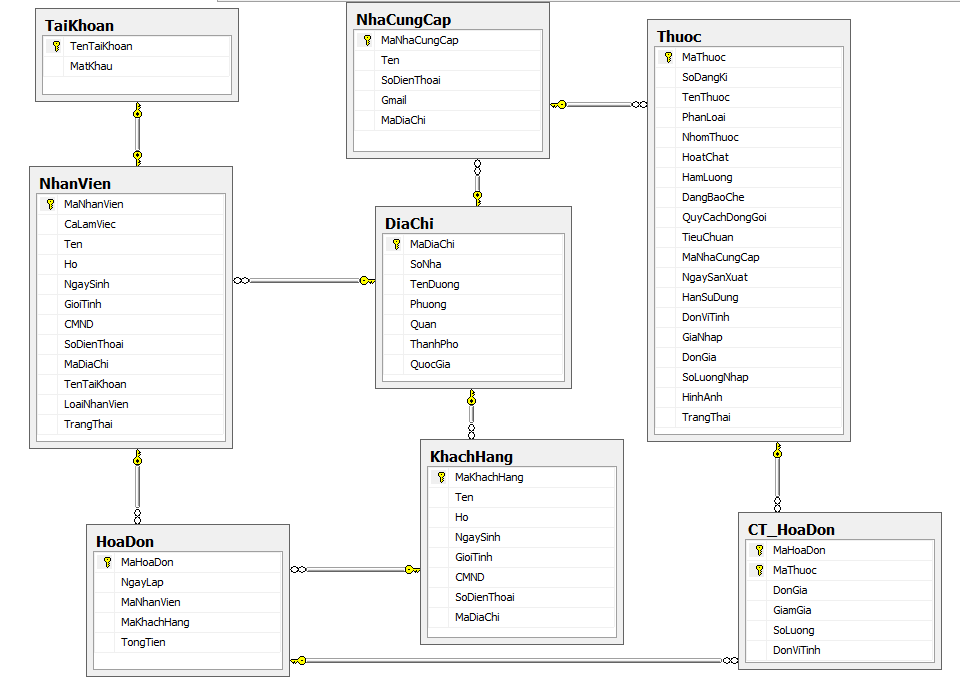 TaiKhoan
TenTaiKhoan
MatKhau
NhaCungCap
MaNhaCungCap
Ten
SoDienThoai
Gmail
MaDiaChi
Thuoc
MaThuoc
SoDangKi
TenThuoc
PhanLoai
NhomThuoc
HoatChat
HamLuong
DangBaoChe
QuyCachDongGoi
TieuChuan
MaNhaCungCap
NgaySanXuat
HanSuDung
DonViTinh
GiaNhap
DonGia
SoLuongNhap
HinhAnh
TrangThai
NhanVien
MaNhanVien
CaLamViec
Ten
Ho
NgaySinh
GioiTinh
CMND
SoDienThoai
MaDiaChi
TenTaiKhoan
LoaiNhanVien
TrangThai
DiaChi
MaDiaChi
SoNha
TenDuong
Phuong
Quan
ThanhPho
QuocGia
KhachHang
MaKhachHang
Ten
Ho
NgaySinh
GioiTinh
CMND
SoDienThoai
MaDiaChi
HoaDon
MaHoaDon
NgayLap
MaNhanVien
MaKhachHang
TongTien
CT_HoaDon
MaHoaDon
MaThuoc
DonGia
GiamGia
SoLuong
DonViTinh